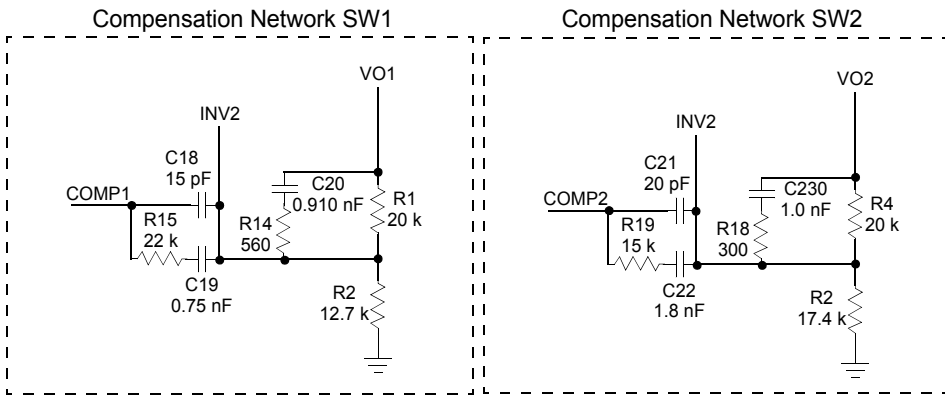 Compensation Network SW1
VO1
INV2
C18
15 pF
COMP1
R15
22 k
C19
0.75 nF
C20
0.910 nF
R14
560
R1
20 k
R2
12.7 k
Compensation Network SW2
VO2
INV2
C21
20 pF
COMP2
R19
15 k
C22
1.8 nF
C230
1.0 nF
R18
300
R4
20 k
R2
17.4 k